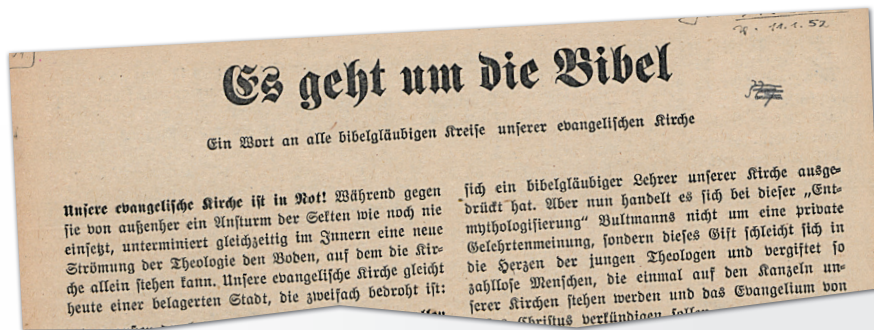 11.1.52
Es geht um die Bibel
Ein Wort an alle bibelgläubigen Kreise unserer evangelischen Kirche
Unsere evangelische Kirche ist in Not! Während gegen
sie von außenher ein Ansturm der Sekten wie noch nie
einsetzt, unterminiert gleichzeitig im Innern eine neue
Strömung der Theologie den Boden, auf dem die Kir-
che allein stehen kann. Unsere evangelische Kirche gleicht
heute einer belagerten Stadt, die zweifach bedroht ist:
sich ein bibelgläubiger Lehrer unserer Kirche ausge-
drückt hat. Aber nun handelt es sich bei dieser „Ent-
mythologisierung“ Bultmanns nicht um eine private
Gelehrtenmeinung, sondern dieses Gift schleicht sich in
die Herzen der jungen Theologen und vergiftet so
zahllose Menschen, die einmal auf den Kanzeln un-
serer Kirchen stehen werden und das Evangelium von
Christus verkündigen sollen